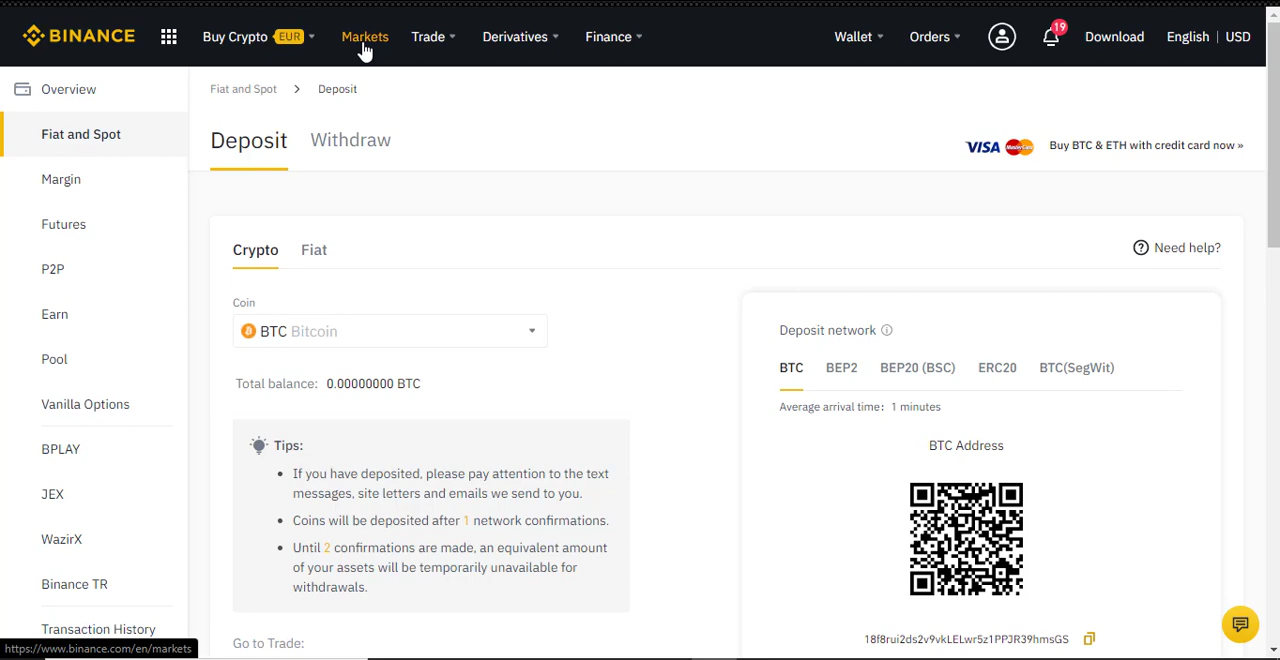 BINANCE Buy Crypto EUR Markets Trade Derivatives Finance Wallet Orders 19 Download English | USD
Overview
Fiat and Spot
Margin
Futures
P2P
Earn
Pool
Vanilla Options
BPLAY
JEX
WazirX
Binance TR
Transaction History
https://www.binance.com/en/markets
Fiat and Spot > Deposit
Deposit Withdraw
VISA MasterCard Buy BTC & ETH with credit card now »
Crypto Fiat
Need help?
Coin
BTC Bitcoin
Total balance: 0.00000000 BTC
Tips:
• If you have deposited, please pay attention to the text
messages, site letters and emails we send to you.
• Coins will be deposited after 1 network confirmations.
• Until 2 confirmations are made, an equivalent amount
of your assets will be temporarily unavailable for
withdrawals.
Go to Trade:
Deposit network
BTC BEP2 BEP20 (BSC) ERC20 BTC(SegWit)
Average arrival time: 1 minutes
BTC Address
18f8rui2ds2v9vkLELwr5z1PPJR39hmsGS